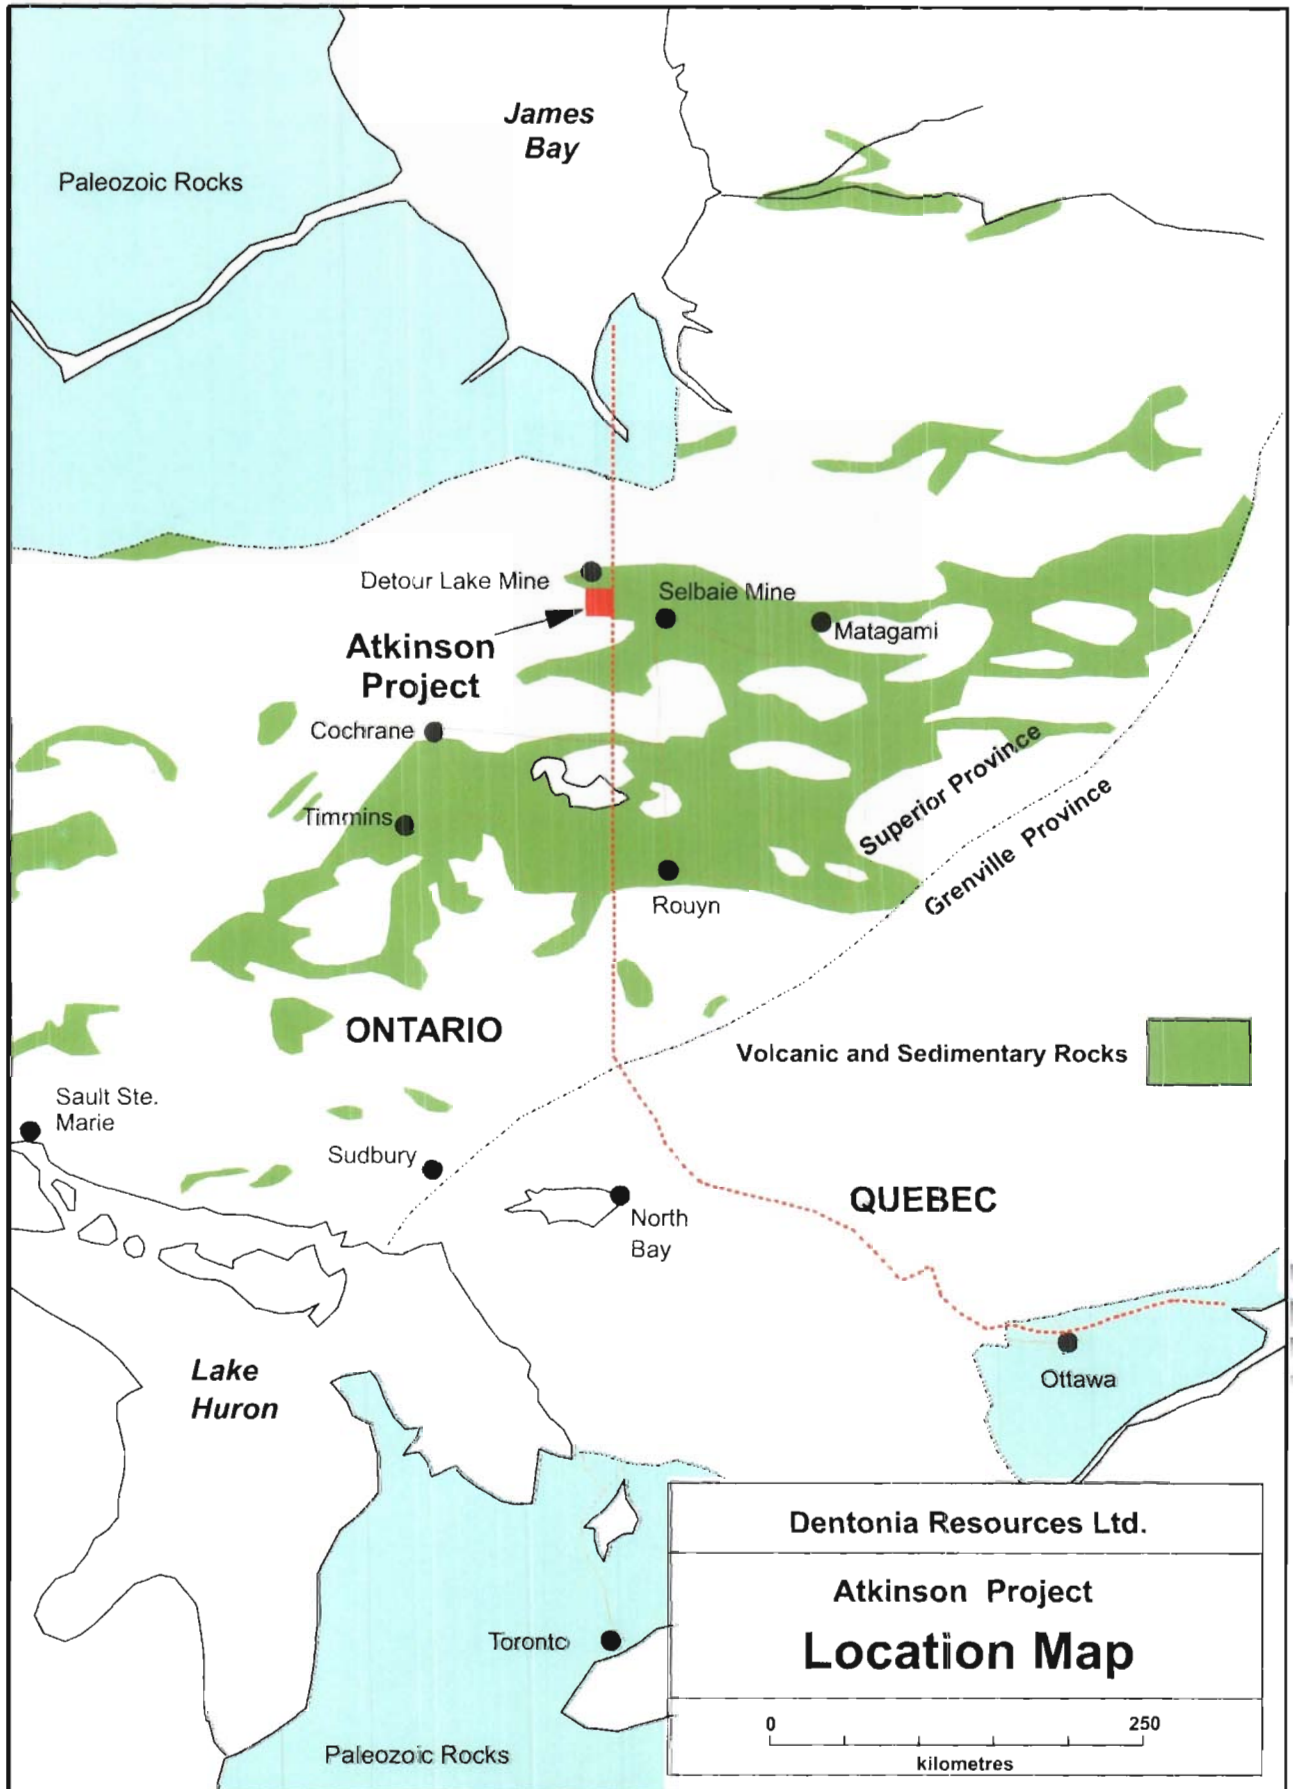 James
Bay
Paleozoic Rocks
Detour Lake Mine
Selbaie Mine
Matagami
Atkinson
Project
Cochrane
Superior Province
Grenville Province
Timmins
Rouyn
ONTARIO
Volcanic and Sedimentary Rocks
Sault Ste.
Marie
Sudbury
North
Bay
QUEBEC
Lake
Huron
Ottawa
Toronto
Paleozoic Rocks
Dentonia Resources Ltd.
Atkinson Project
Location Map
0 250
kilometres